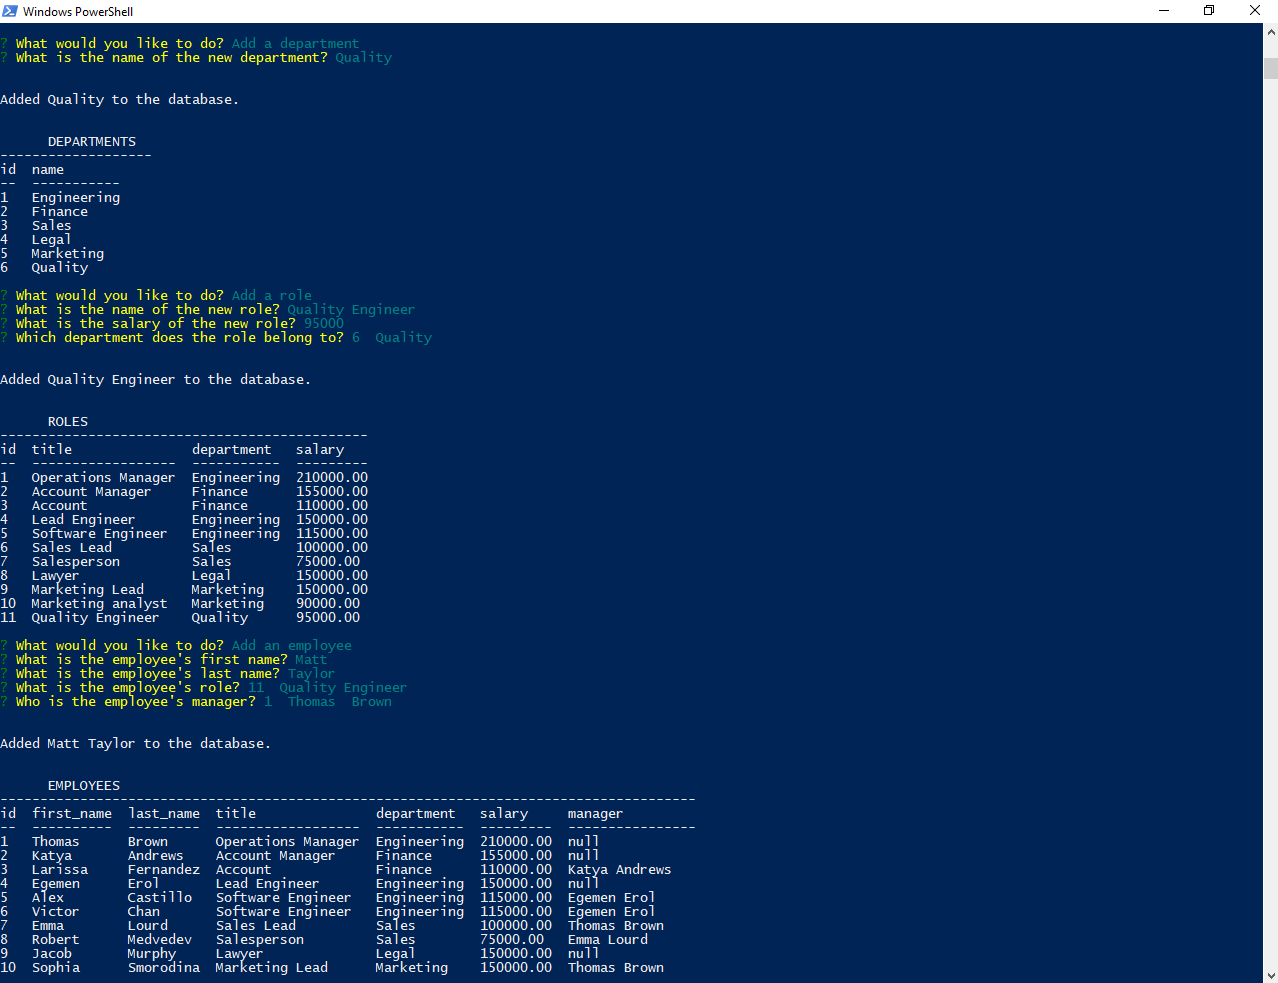 Windows PowerShell
? What would you like to do? Add a department
? What is the name of the new department? Quality
Added Quality to the database.
DEPARTMENTS
-------------------
id  name
--  -----------
1   Engineering
2   Finance
3   Sales
4   Legal
5   Marketing
6   Quality
? What would you like to do? Add a role
? What is the name of the new role? Quality Engineer
? What is the salary of the new role? 95000
? Which department does the role belong to? 6  Quality
Added Quality Engineer to the database.
ROLES
----------------------------------------------
id  title               department   salary
--  ------------------  -----------  ---------
1   Operations Manager  Engineering  210000.00
2   Account Manager     Finance      155000.00
3   Account             Finance      110000.00
4   Lead Engineer       Engineering  150000.00
5   Software Engineer   Engineering  115000.00
6   Sales Lead          Sales        100000.00
7   Salesperson         Sales        75000.00
8   Lawyer              Legal        150000.00
9   Marketing Lead      Marketing    150000.00
10  Marketing analyst   Marketing    90000.00
11  Quality Engineer    Quality      95000.00
? What would you like to do? Add an employee
? What is the employee's first name? Matt
? What is the employee's last name? Taylor
? What is the employee's role? 11  Quality Engineer
? Who is the employee's manager? 1  Thomas  Brown
Added Matt Taylor to the database.
EMPLOYEES
---------------------------------------------------------------------------------------
id  first_name  last_name  title               department   salary     manager
--  ----------  ---------  ------------------  -----------  ---------  ----------------
1   Thomas      Brown      Operations Manager  Engineering  210000.00  null
2   Katya       Andrews    Account Manager     Finance      155000.00  null
3   Larissa     Fernandez  Account             Finance      110000.00  Katya Andrews
4   Egemen      Erol       Lead Engineer       Engineering  150000.00  null
5   Alex        Castillo   Software Engineer   Engineering  115000.00  Egemen Erol
6   Victor      Chan       Software Engineer   Engineering  115000.00  Egemen Erol
7   Emma        Lourd      Sales Lead          Sales        100000.00  Thomas Brown
8   Robert      Medvedev   Salesperson         Sales        75000.00   Emma Lourd
9   Jacob       Murphy     Lawyer              Legal        150000.00  null
10  Sophia      Smorodina  Marketing Lead      Marketing    150000.00  Thomas Brown